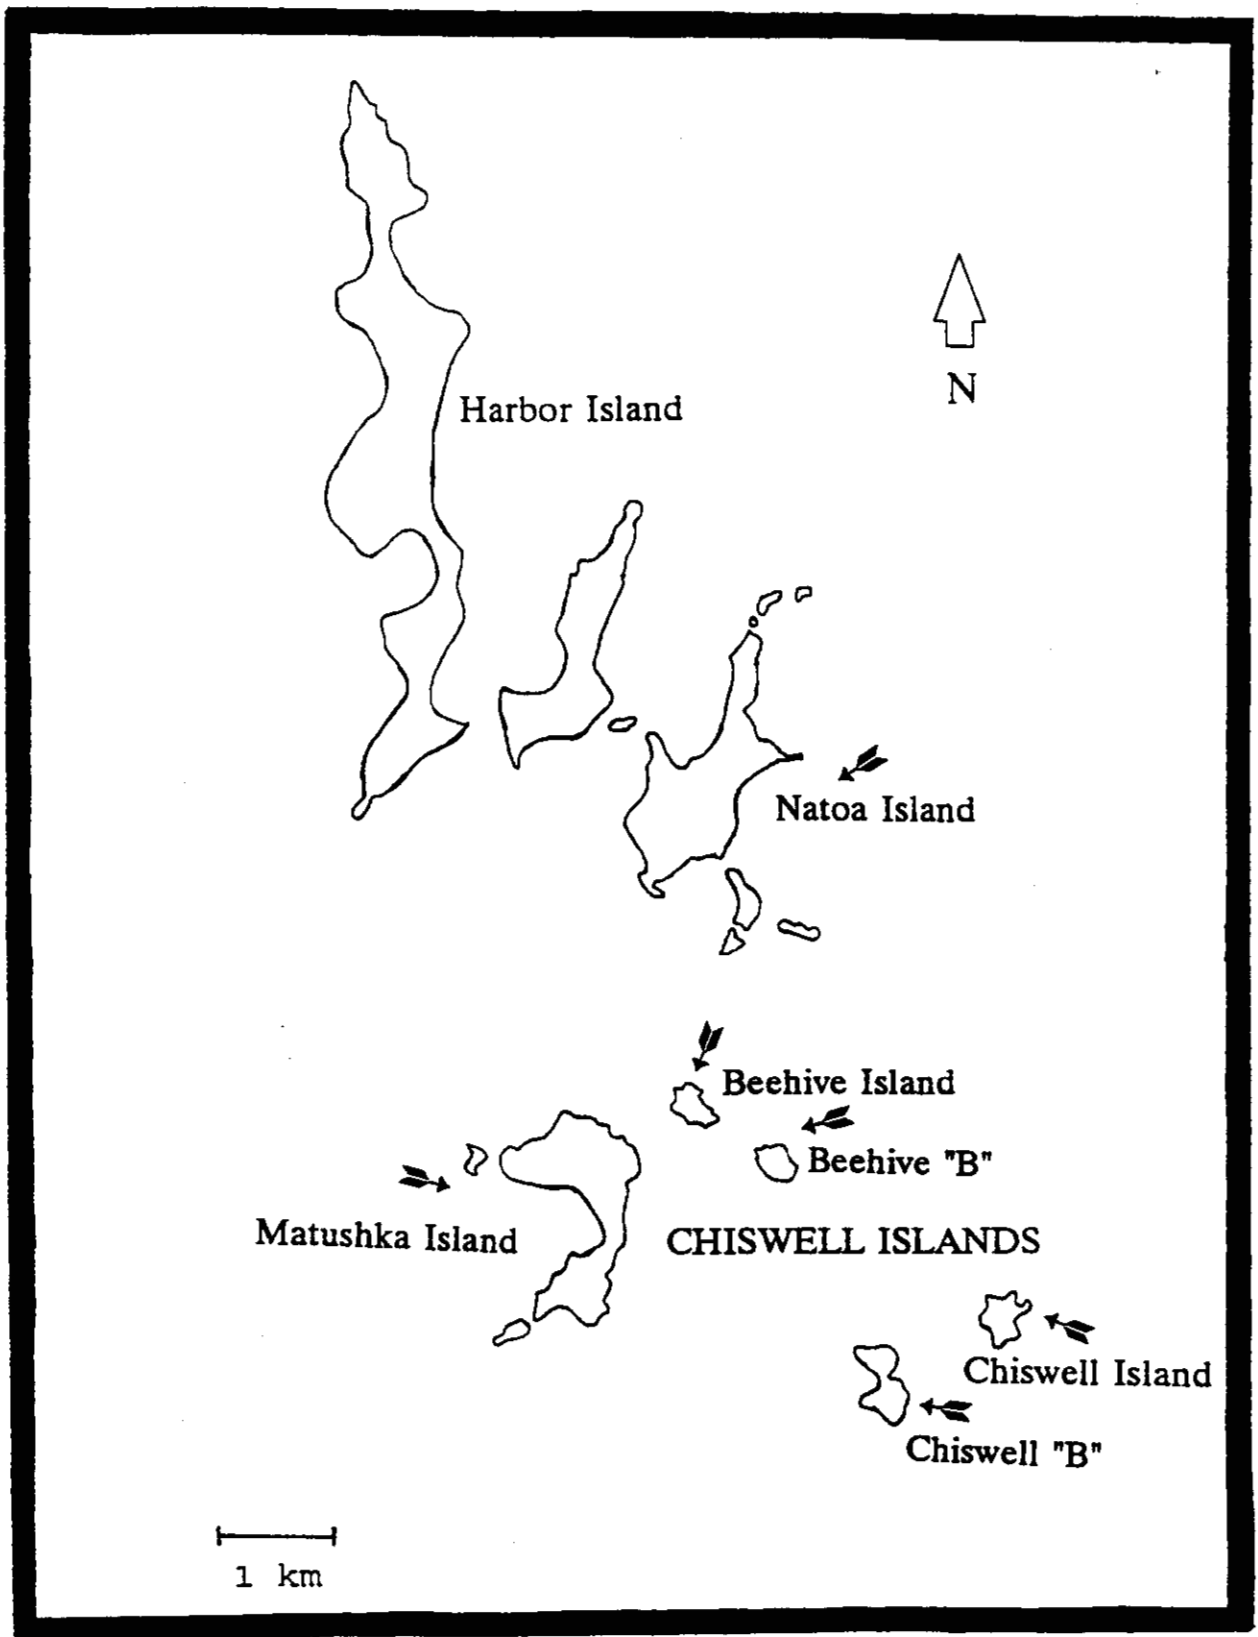 N
Harbor Island
Natoa Island
Beehive Island
Beehive "B"
Matushka Island
CHISWELL ISLANDS
Chiswell Island
Chiswell "B"
1 km